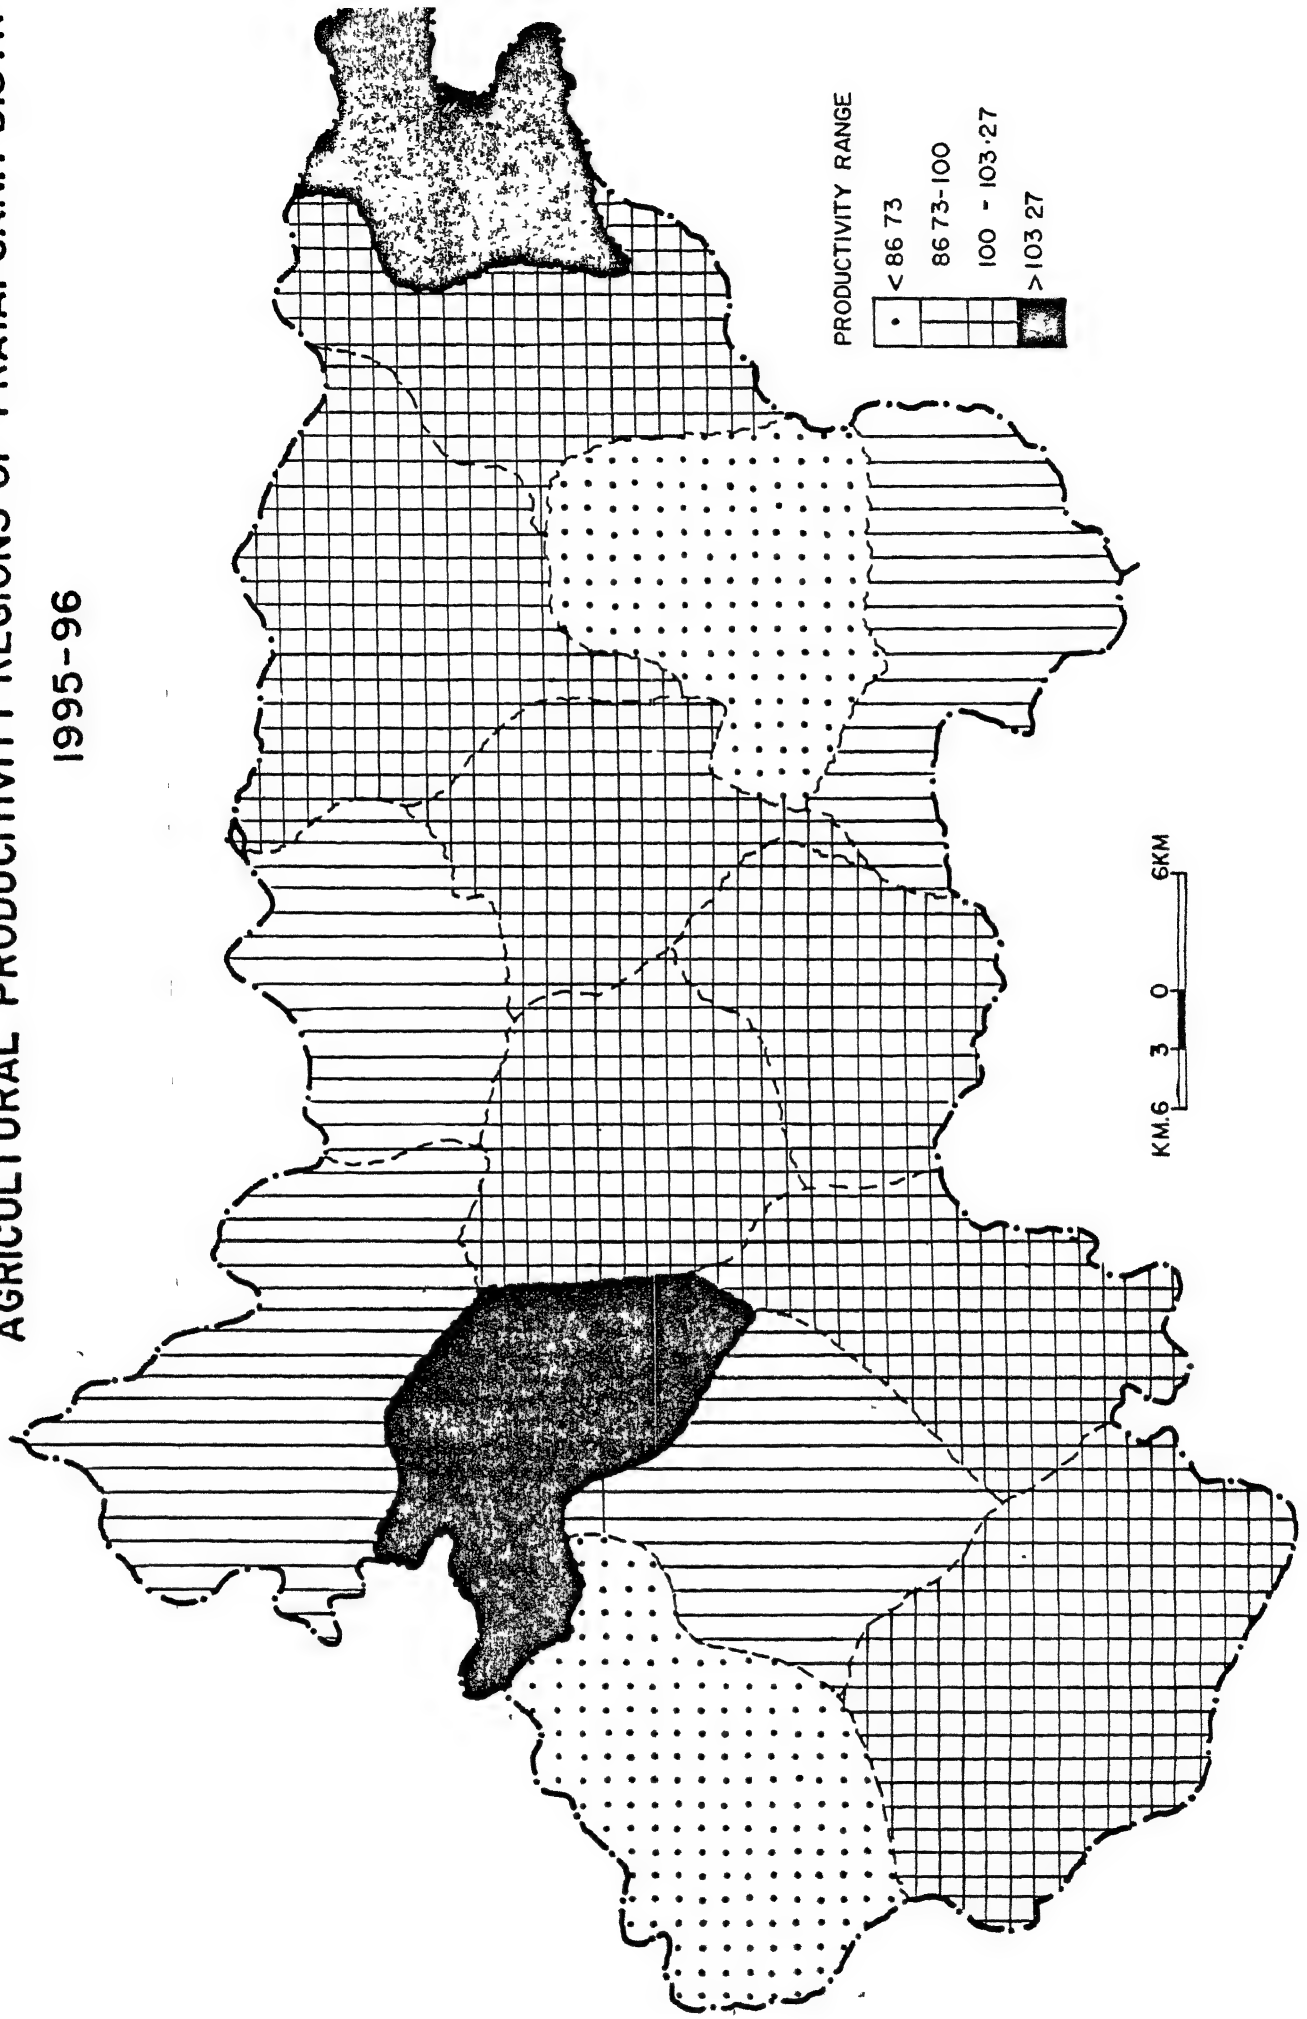 AGRICULTURAL PRODUCTIVITY REGIONS OF
1995-96
PRODUCTIVITY RANGE
< 86 73
86 73-100
100 - 103·27
>103 27
KM.6 3 0 6KM